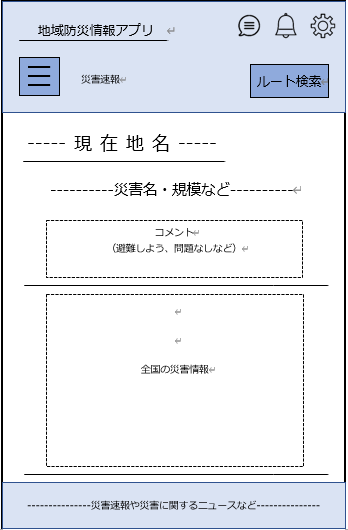 地域防災情報アプリ
災害速報
ルート検索
----- 現 在 地 名 -----
----------災害名・規模など----------
コメント
（避難しよう、問題なしなど）
全国の災害情報
---------------災害速報や災害に関するニュースなど---------------